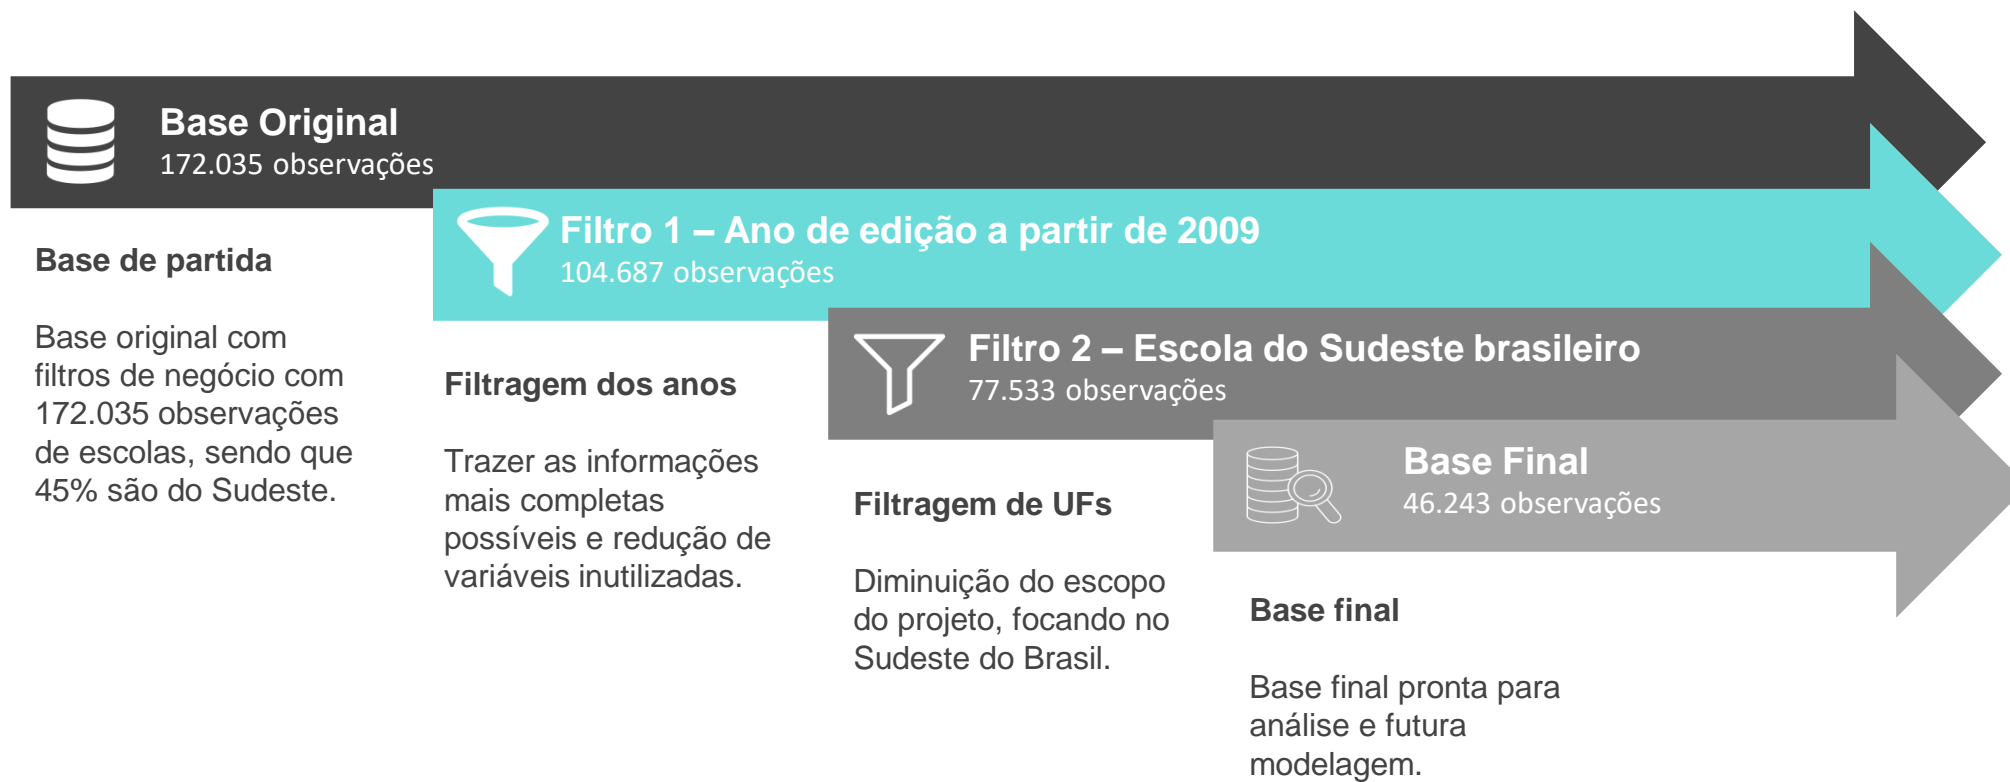 Base Original
172.035 observações
Base de partida
Base original com
filtros de negócio com
172.035 observações
de escolas, sendo que
45% são do Sudeste.
Filtro 1 – Ano de edição a partir de 2009
104.687 observações
Filtragem dos anos
Trazer as informações
mais completas
possíveis e redução de
variáveis inutilizadas.
Filtro 2 – Escola do Sudeste brasileiro
77.533 observações
Filtragem de UFs
Diminuição do escopo
do projeto, focando no
Sudeste do Brasil.
Base Final
46.243 observações
Base final
Base final pronta para
análise e futura
modelagem.